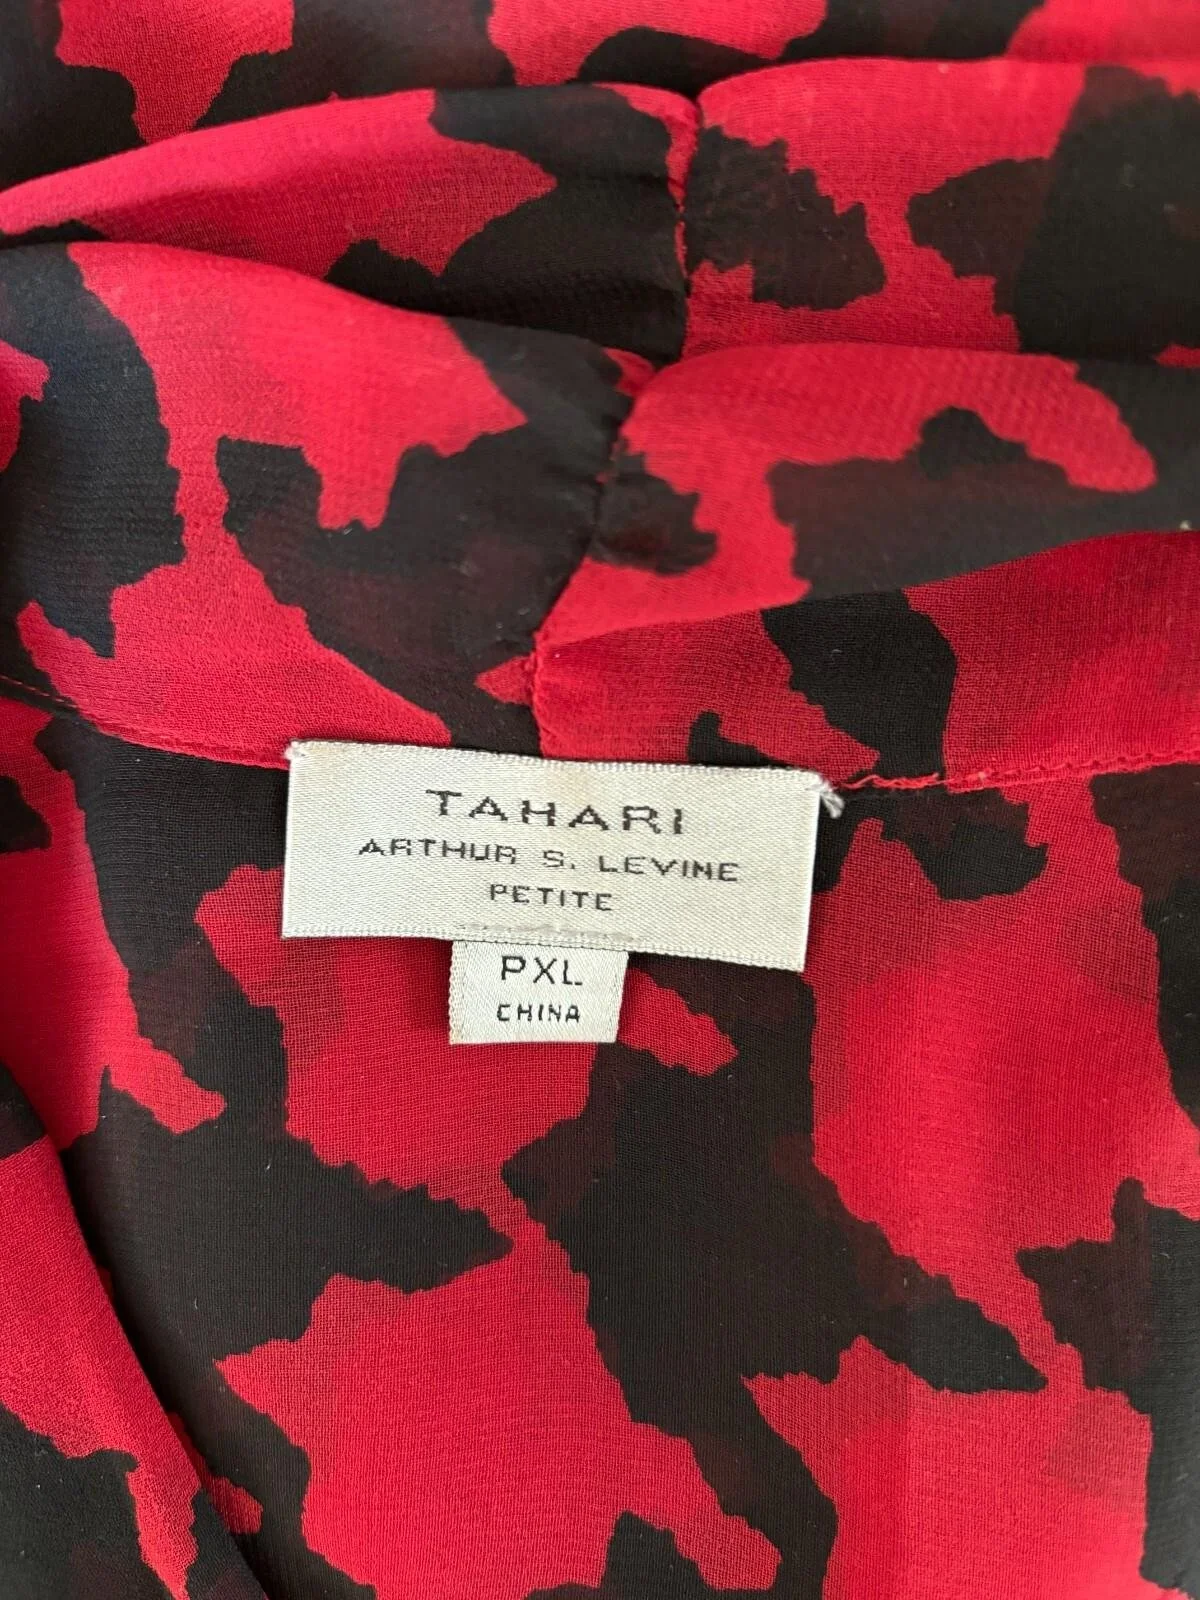 TAHARI
ARTHUR S. LEVINE
PETITE
PXL
CHINA